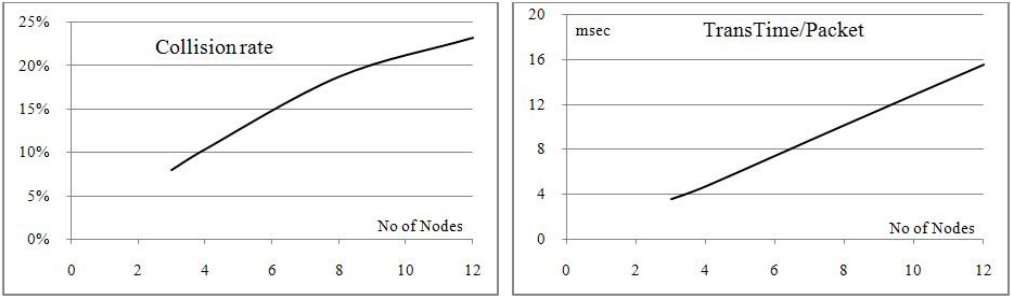 25%
Collision rate
20%
15%
10%
5%
No of Nodes
0%
0 2 4 6 8 10 12
20
msec TransTime/Packet
16
12
8
4
No of Nodes
0
0 2 4 6 8 10 12